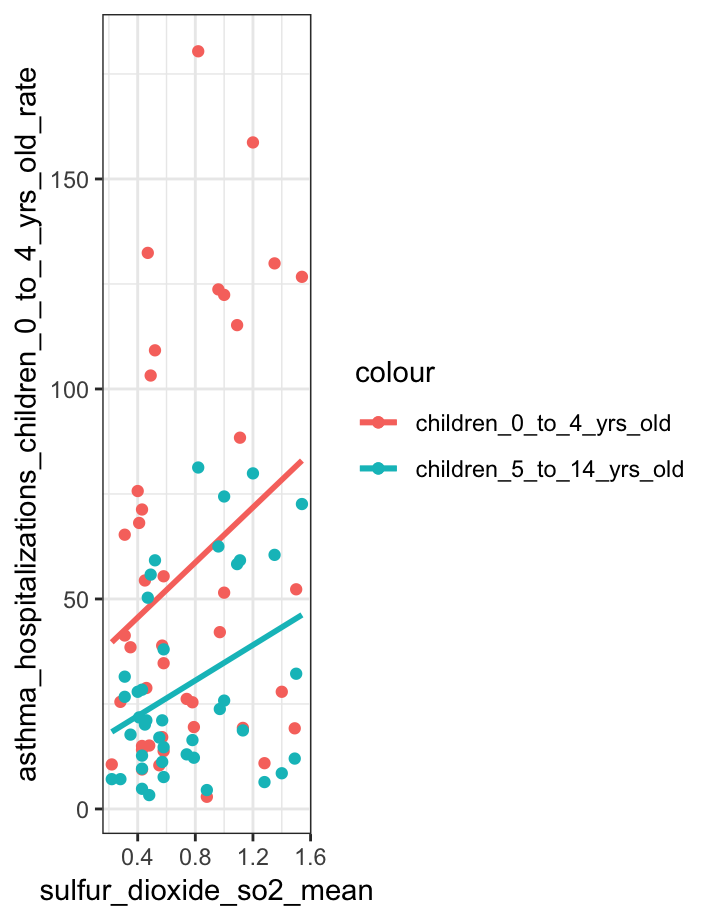 asthma_hospitalizations_children_0_to_4_yrs_old_rate
150
100
50
0
0.4 0.8 1.2 1.6
sulfur_dioxide_so2_mean
colour
children_0_to_4_yrs_old
children_5_to_14_yrs_old